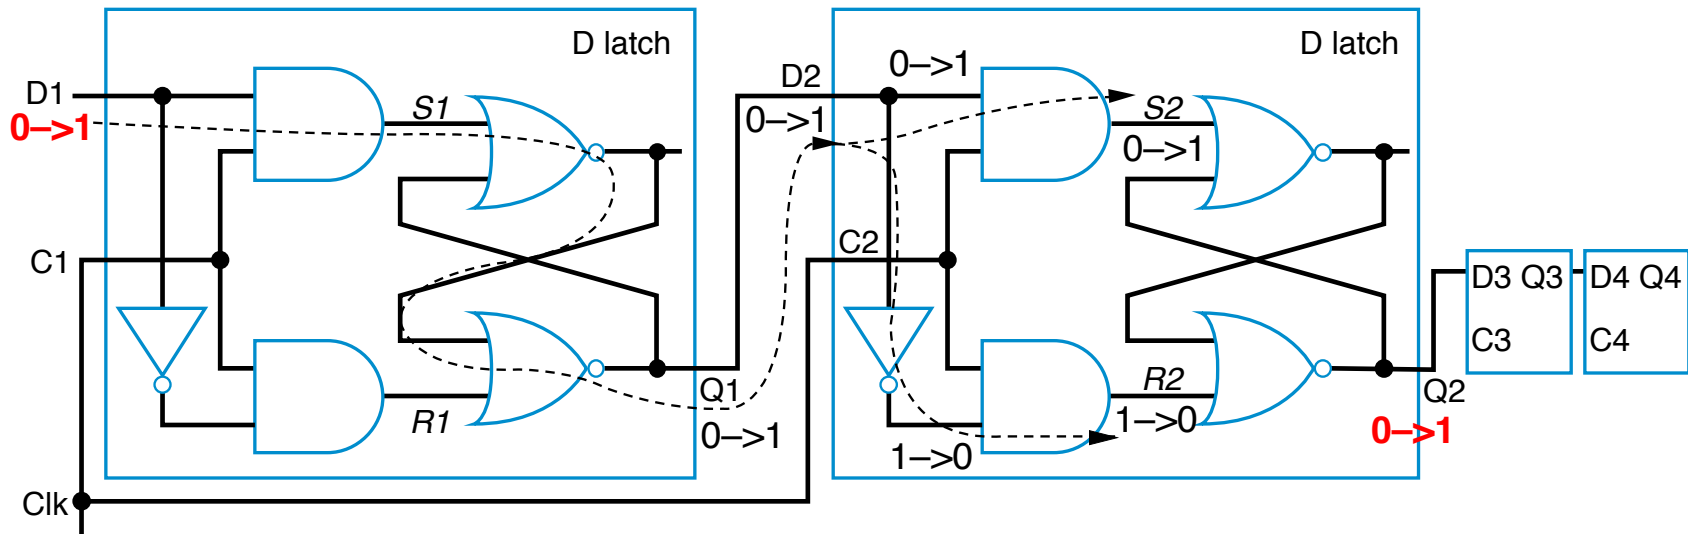 D latch
D latch
D1
0–>1
S1
D2
0–>1
0–>1
S2
0–>1
C1
C2
D3 Q3
D4 Q4
C3
C4
R1
Q1
0–>1
R2
1–>0
1–>0
Q2
0–>1
Clk